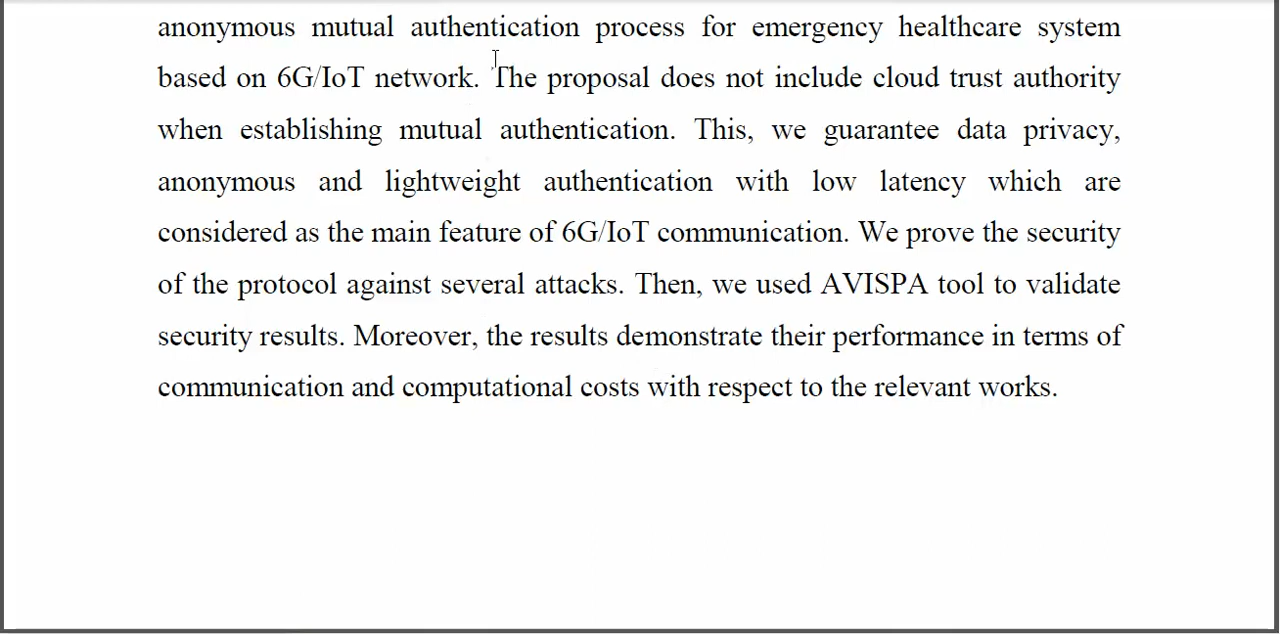 anonymous mutual authentication process for emergency healthcare system
based on 6G/IoT network. The proposal does not include cloud trust authority
when establishing mutual authentication. This, we guarantee data privacy,
anonymous and lightweight authentication with low latency which are
considered as the main feature of 6G/IoT communication. We prove the security
of the protocol against several attacks. Then, we used AVISPA tool to validate
security results. Moreover, the results demonstrate their performance in terms of
communication and computational costs with respect to the relevant works.